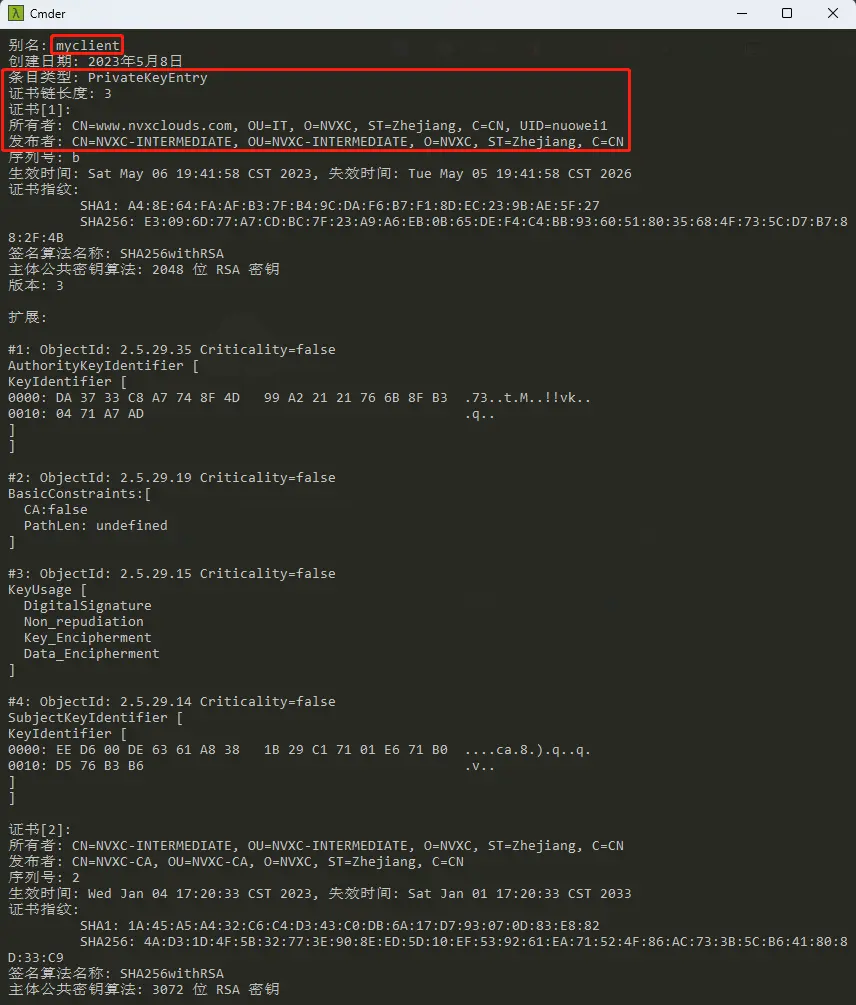 Cmder
别名: myclient
创建日期: 2023年5月8日
条目类型: PrivateKeyEntry
证书链长度: 3
证书[1]:
所有者: CN=www.nvxclouds.com, OU=IT, O=NVXC, ST=Zhejiang, C=CN, UID=nuowei1
发布者: CN=NVXC-INTERMEDIATE, OU=NVXC-INTERMEDIATE, O=NVXC, ST=Zhejiang, C=CN
序列号: b
生效时间: Sat May 06 19:41:58 CST 2023, 失效时间: Tue May 05 19:41:58 CST 2026
证书指纹:
SHA1: A4:8E:64:FA:AF:B3:7F:B4:9C:DA:F6:B7:F1:8D:EC:23:9B:AE:5F:27
SHA256: E3:09:6D:77:A7:CD:BC:7F:23:A9:A6:EB:0B:65:DE:F4:C4:BB:93:60:51:80:35:68:4F:73:5C:D7:B7:8
8:2F:4B
签名算法名称: SHA256withRSA
主体公共密钥算法: 2048 位 RSA 密钥
版本: 3
扩展:
#1: ObjectId: 2.5.29.35 Criticality=false
AuthorityKeyIdentifier [
KeyIdentifier [
0000: DA 37 33 C8 A7 74 8F 4D   99 A2 21 21 76 6B 8F B3  .73..t.M..!!vk..
0010: 04 71 A7 AD                                        .q..
]
]
#2: ObjectId: 2.5.29.19 Criticality=false
BasicConstraints:[
CA:false
PathLen: undefined
]
#3: ObjectId: 2.5.29.15 Criticality=false
KeyUsage [
DigitalSignature
Non_repudiation
Key_Encipherment
Data_Encipherment
]
#4: ObjectId: 2.5.29.14 Criticality=false
SubjectKeyIdentifier [
KeyIdentifier [
0000: EE D6 00 DE 63 61 A8 38   1B 29 C1 71 01 E6 71 B0  ....ca.8.).q..q.
0010: D5 76 B3 B6                                        .v..
]
]
证书[2]:
所有者: CN=NVXC-INTERMEDIATE, OU=NVXC-INTERMEDIATE, O=NVXC, ST=Zhejiang, C=CN
发布者: CN=NVXC-CA, OU=NVXC-CA, O=NVXC, ST=Zhejiang, C=CN
序列号: 2
生效时间: Wed Jan 04 17:20:33 CST 2023, 失效时间: Sat Jan 01 17:20:33 CST 2033
证书指纹:
SHA1: 1A:45:A5:A4:32:C6:C4:D3:43:C0:DB:6A:17:D7:93:07:0D:83:E8:82
SHA256: 4A:D3:1D:4F:5B:32:77:3E:90:8E:ED:5D:10:EF:53:92:61:EA:71:52:4F:86:AC:73:3B:5C:B6:41:80:8
D:33:C9
签名算法名称: SHA256withRSA
主体公共密钥算法: 3072 位 RSA 密钥